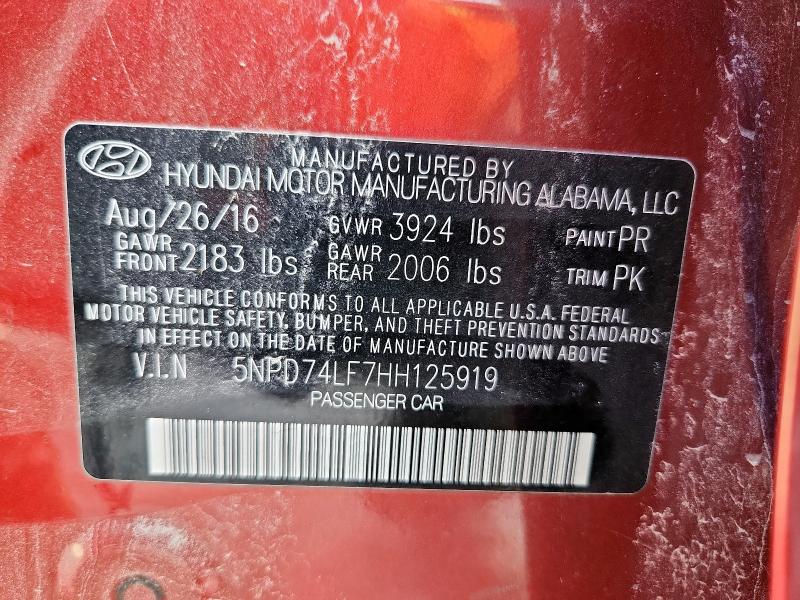 MANUFACTURED BY
HYUNDAI MOTOR MANUFACTURING ALABAMA, LLC
Aug/26/16 GVWR 3924 lbs PAINT PR
GAWR FRONT 2183 lbs GAWR REAR 2006 lbs TRIM PK
THIS VEHICLE CONFORMS TO ALL APPLICABLE U.S.A. FEDERAL
MOTOR VEHICLE SAFETY, BUMPER, AND THEFT PREVENTION STANDARDS
IN EFFECT ON THE DATE OF MANUFACTURE SHOWN ABOVE.
V.I.N 5NPD74LF7HH125919
PASSENGER CAR